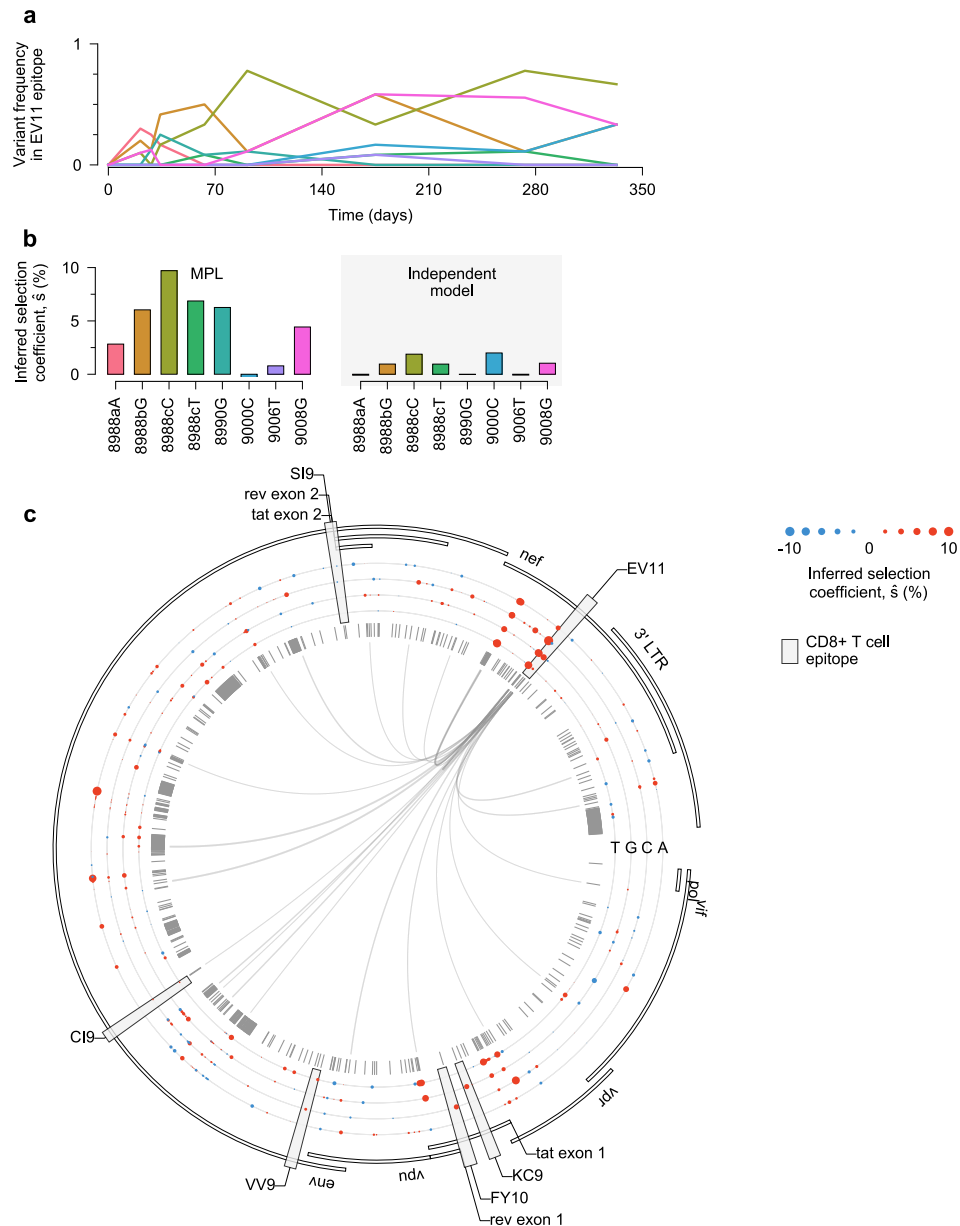 a
Variant frequency
in EV11 epitope
1
0
0
70
140
210
280
350
Time (days)
b
Inferred selection
coefficient, ŝ (%)
10
5
0
MPL
Independent
model
8988aA
8988bG
8988cC
8988cT
8990G
9000C
9006T
9008G
8988aA
8988bG
8988cC
8988cT
8990G
9000C
9006T
9008G
c
SI9
rev exon 2
tat exon 2
nef
EV11
3' LTR
-10
0
10
Inferred selection
coefficient, ŝ (%)
CD8+ T cell
epitope
T G C A
pol
vif
vpr
CI9
VV9
env
vpu
tat exon 1
KC9
FY10
rev exon 1